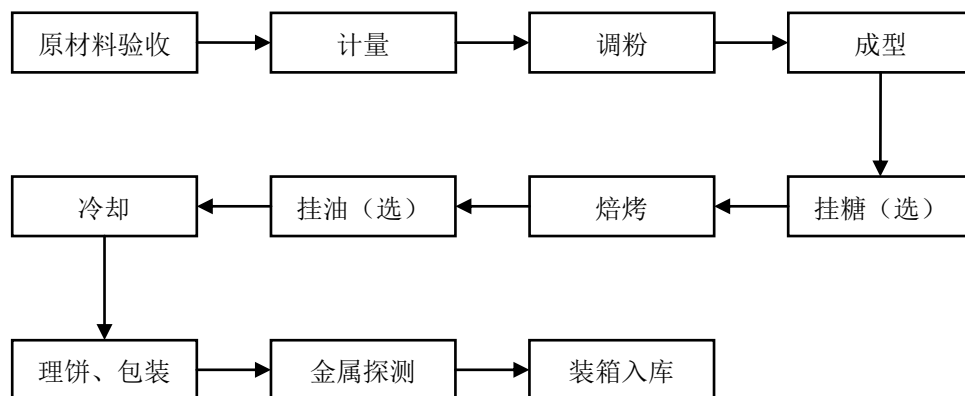 原材料验收
计量
调粉
成型
挂糖（选）
焙烤
挂油（选）
冷却
理饼、包装
金属探测
装箱入库